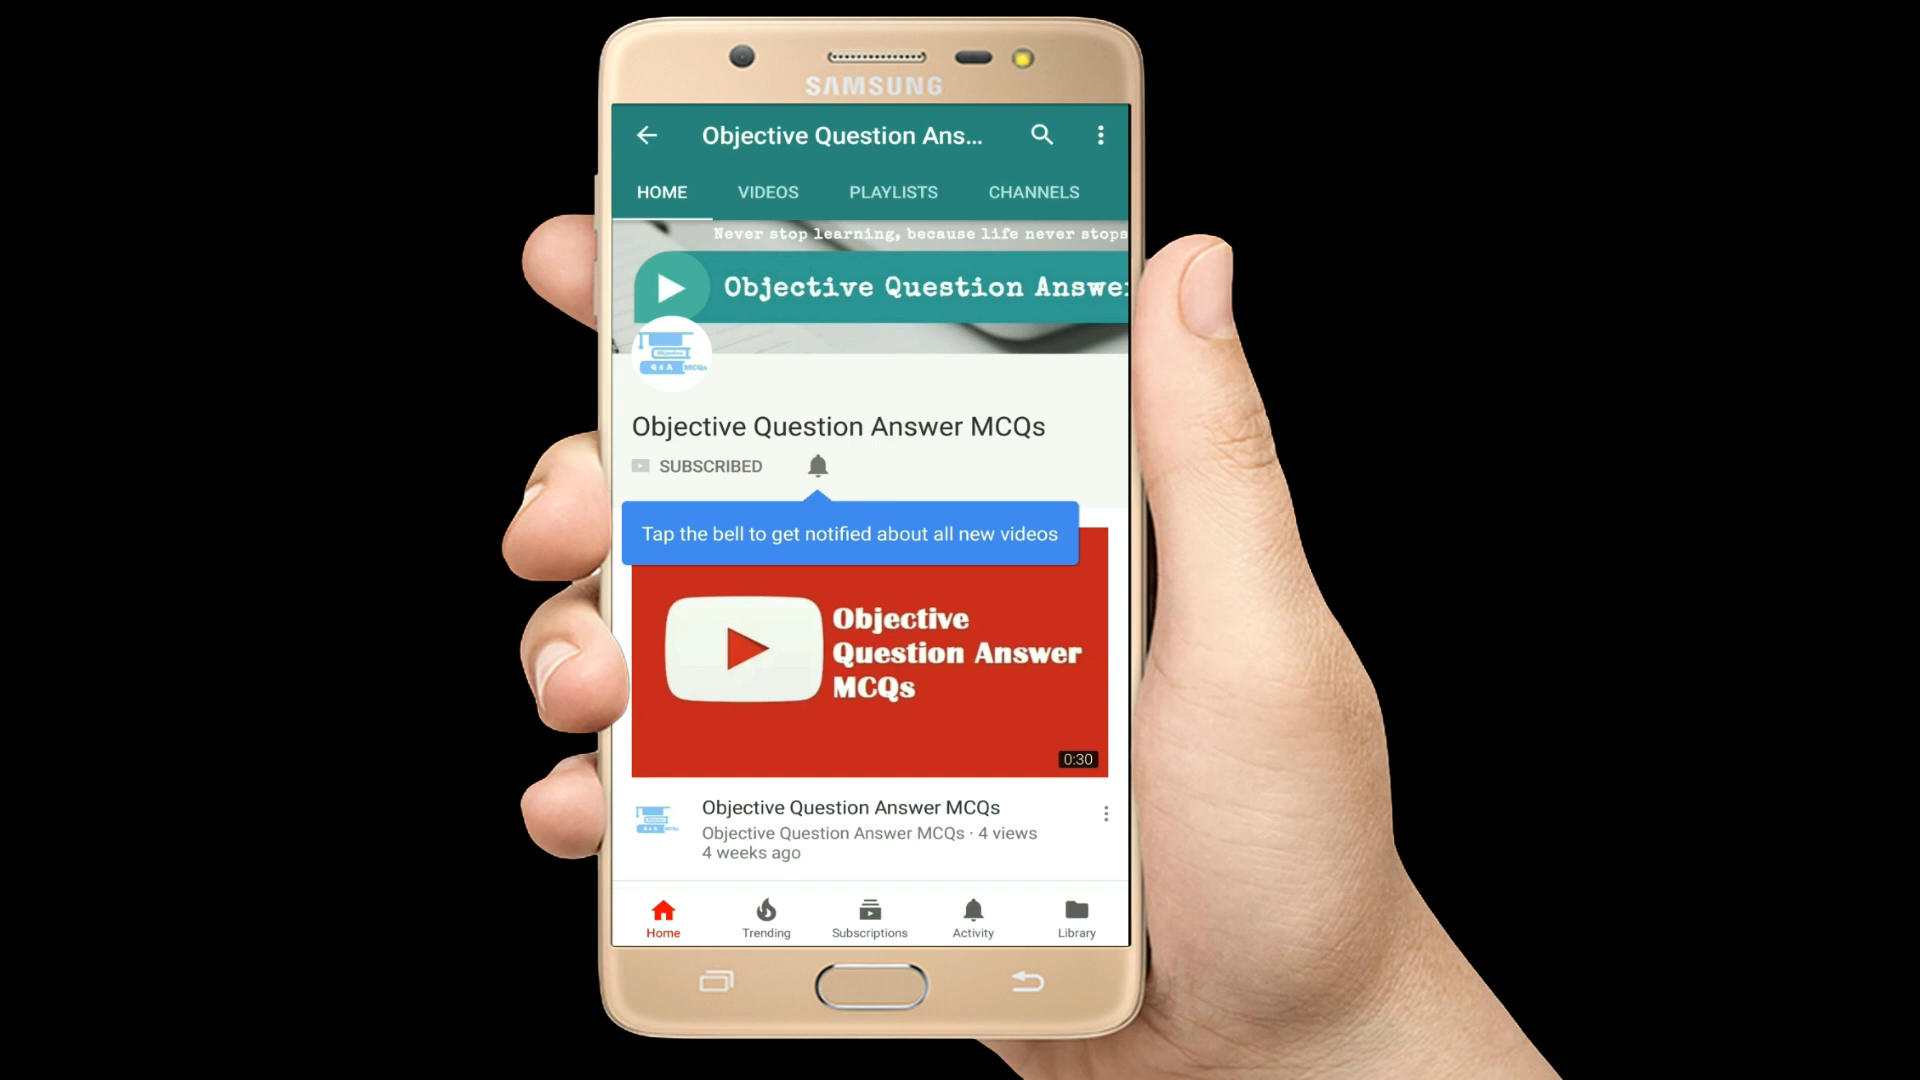 SAMSUNG
Objective Question Ans...
HOME VIDEOS PLAYLISTS CHANNELS
Never stop learning, because life never stops
Objective Question Answe
Objective
Q & A MCQs
Objective Question Answer MCQs
SUBSCRIBED
Tap the bell to get notified about all new videos
Objective
Question Answer
MCQs
0:30
Objective Question Answer MCQs
Objective Question Answer MCQs · 4 views
4 weeks ago
Home Trending Subscriptions Activity Library